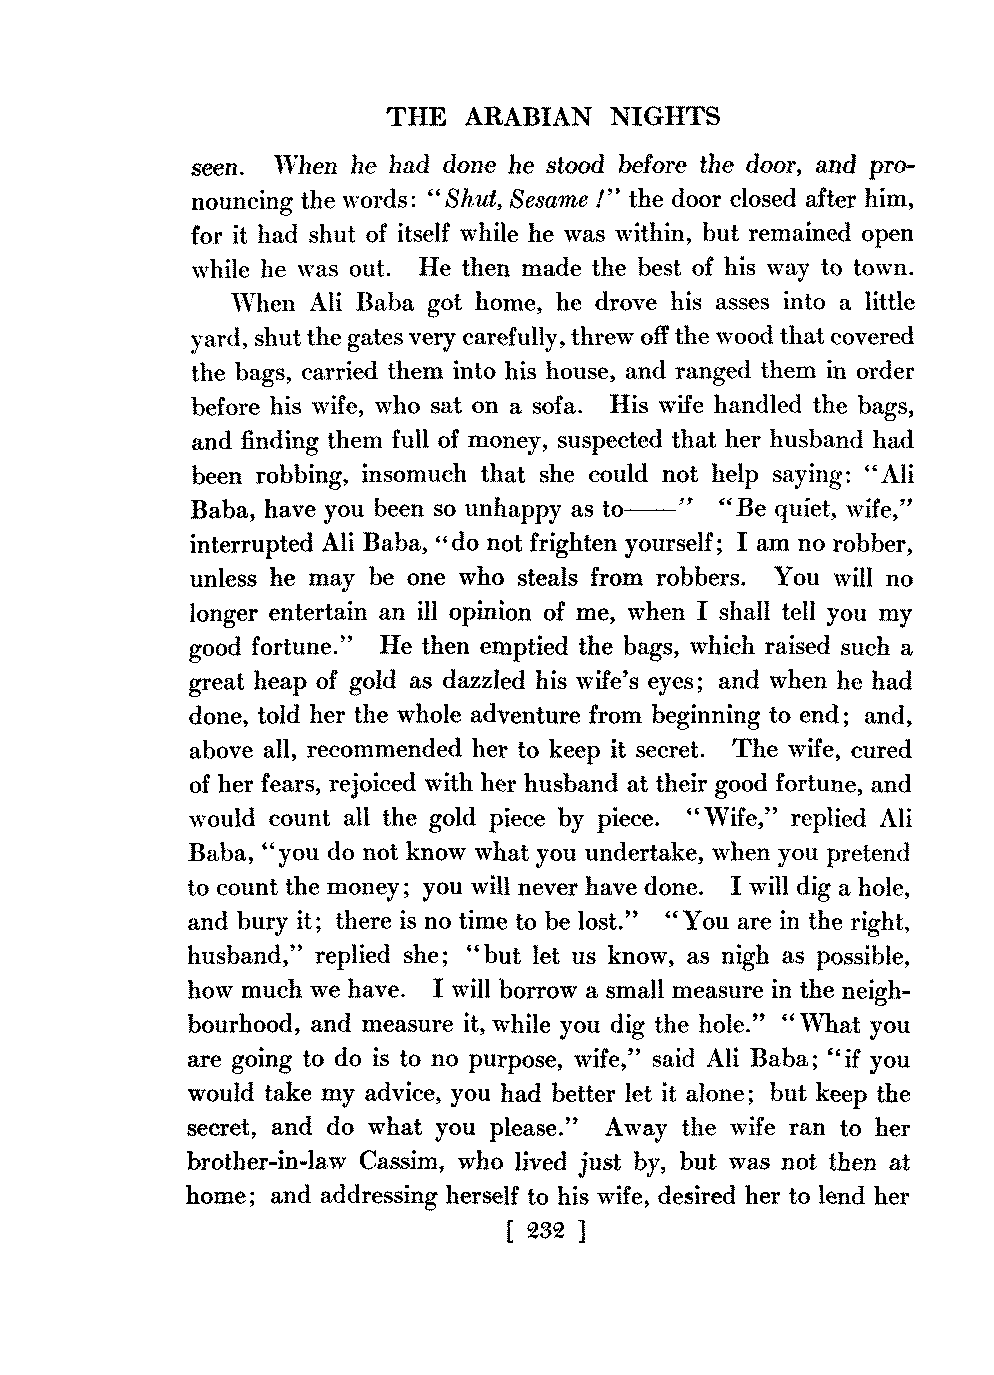 THE ARABIAN NIGHTS
seen. When he had done he stood before the door, and pro-
nouncing the words: "Shut, Sesame!" the door closed after him,
for it had shut of itself while he was within, but remained open
while he was out. He then made the best of his way to town.
When Ali Baba got home, he drove his asses into a little
yard, shut the gates very carefully, threw off the wood that covered
the bags, carried them into his house, and ranged them in order
before his wife, who sat on a sofa. His wife handled the bags,
and finding them full of money, suspected that her husband had
been robbing, insomuch that she could not help saying: "Ali
Baba, have you been so unhappy as to——" "Be quiet, wife,"
interrupted Ali Baba, "do not frighten yourself; I am no robber,
unless he may be one who steals from robbers. You will no
longer entertain an ill opinion of me, when I shall tell you my
good fortune." He then emptied the bags, which raised such a
great heap of gold as dazzled his wife's eyes; and when he had
done, told her the whole adventure from beginning to end; and,
above all, recommended her to keep it secret. The wife, cured
of her fears, rejoiced with her husband at their good fortune, and
would count all the gold piece by piece. "Wife," replied Ali
Baba, "you do not know what you undertake, when you pretend
to count the money; you will never have done. I will dig a hole,
and bury it; there is no time to be lost." "You are in the right,
husband," replied she; "but let us know, as nigh as possible,
how much we have. I will borrow a small measure in the neigh-
bourhood, and measure it, while you dig the hole." "What you
are going to do is to no purpose, wife," said Ali Baba; "if you
would take my advice, you had better let it alone; but keep the
secret, and do what you please." Away the wife ran to her
brother-in-law Cassim, who lived just by, but was not then at
home; and addressing herself to his wife, desired her to lend her
[ 232 ]